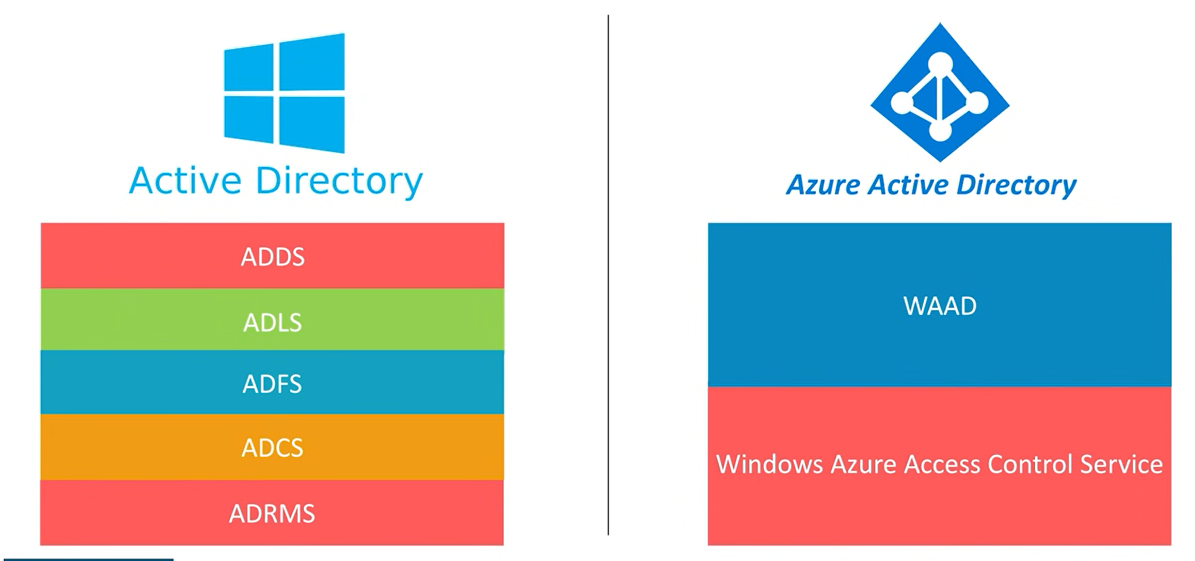 Active Directory
ADDS
ADLS
ADFS
ADCS
ADRMS
Azure Active Directory
WAAD
Windows Azure Access Control Service